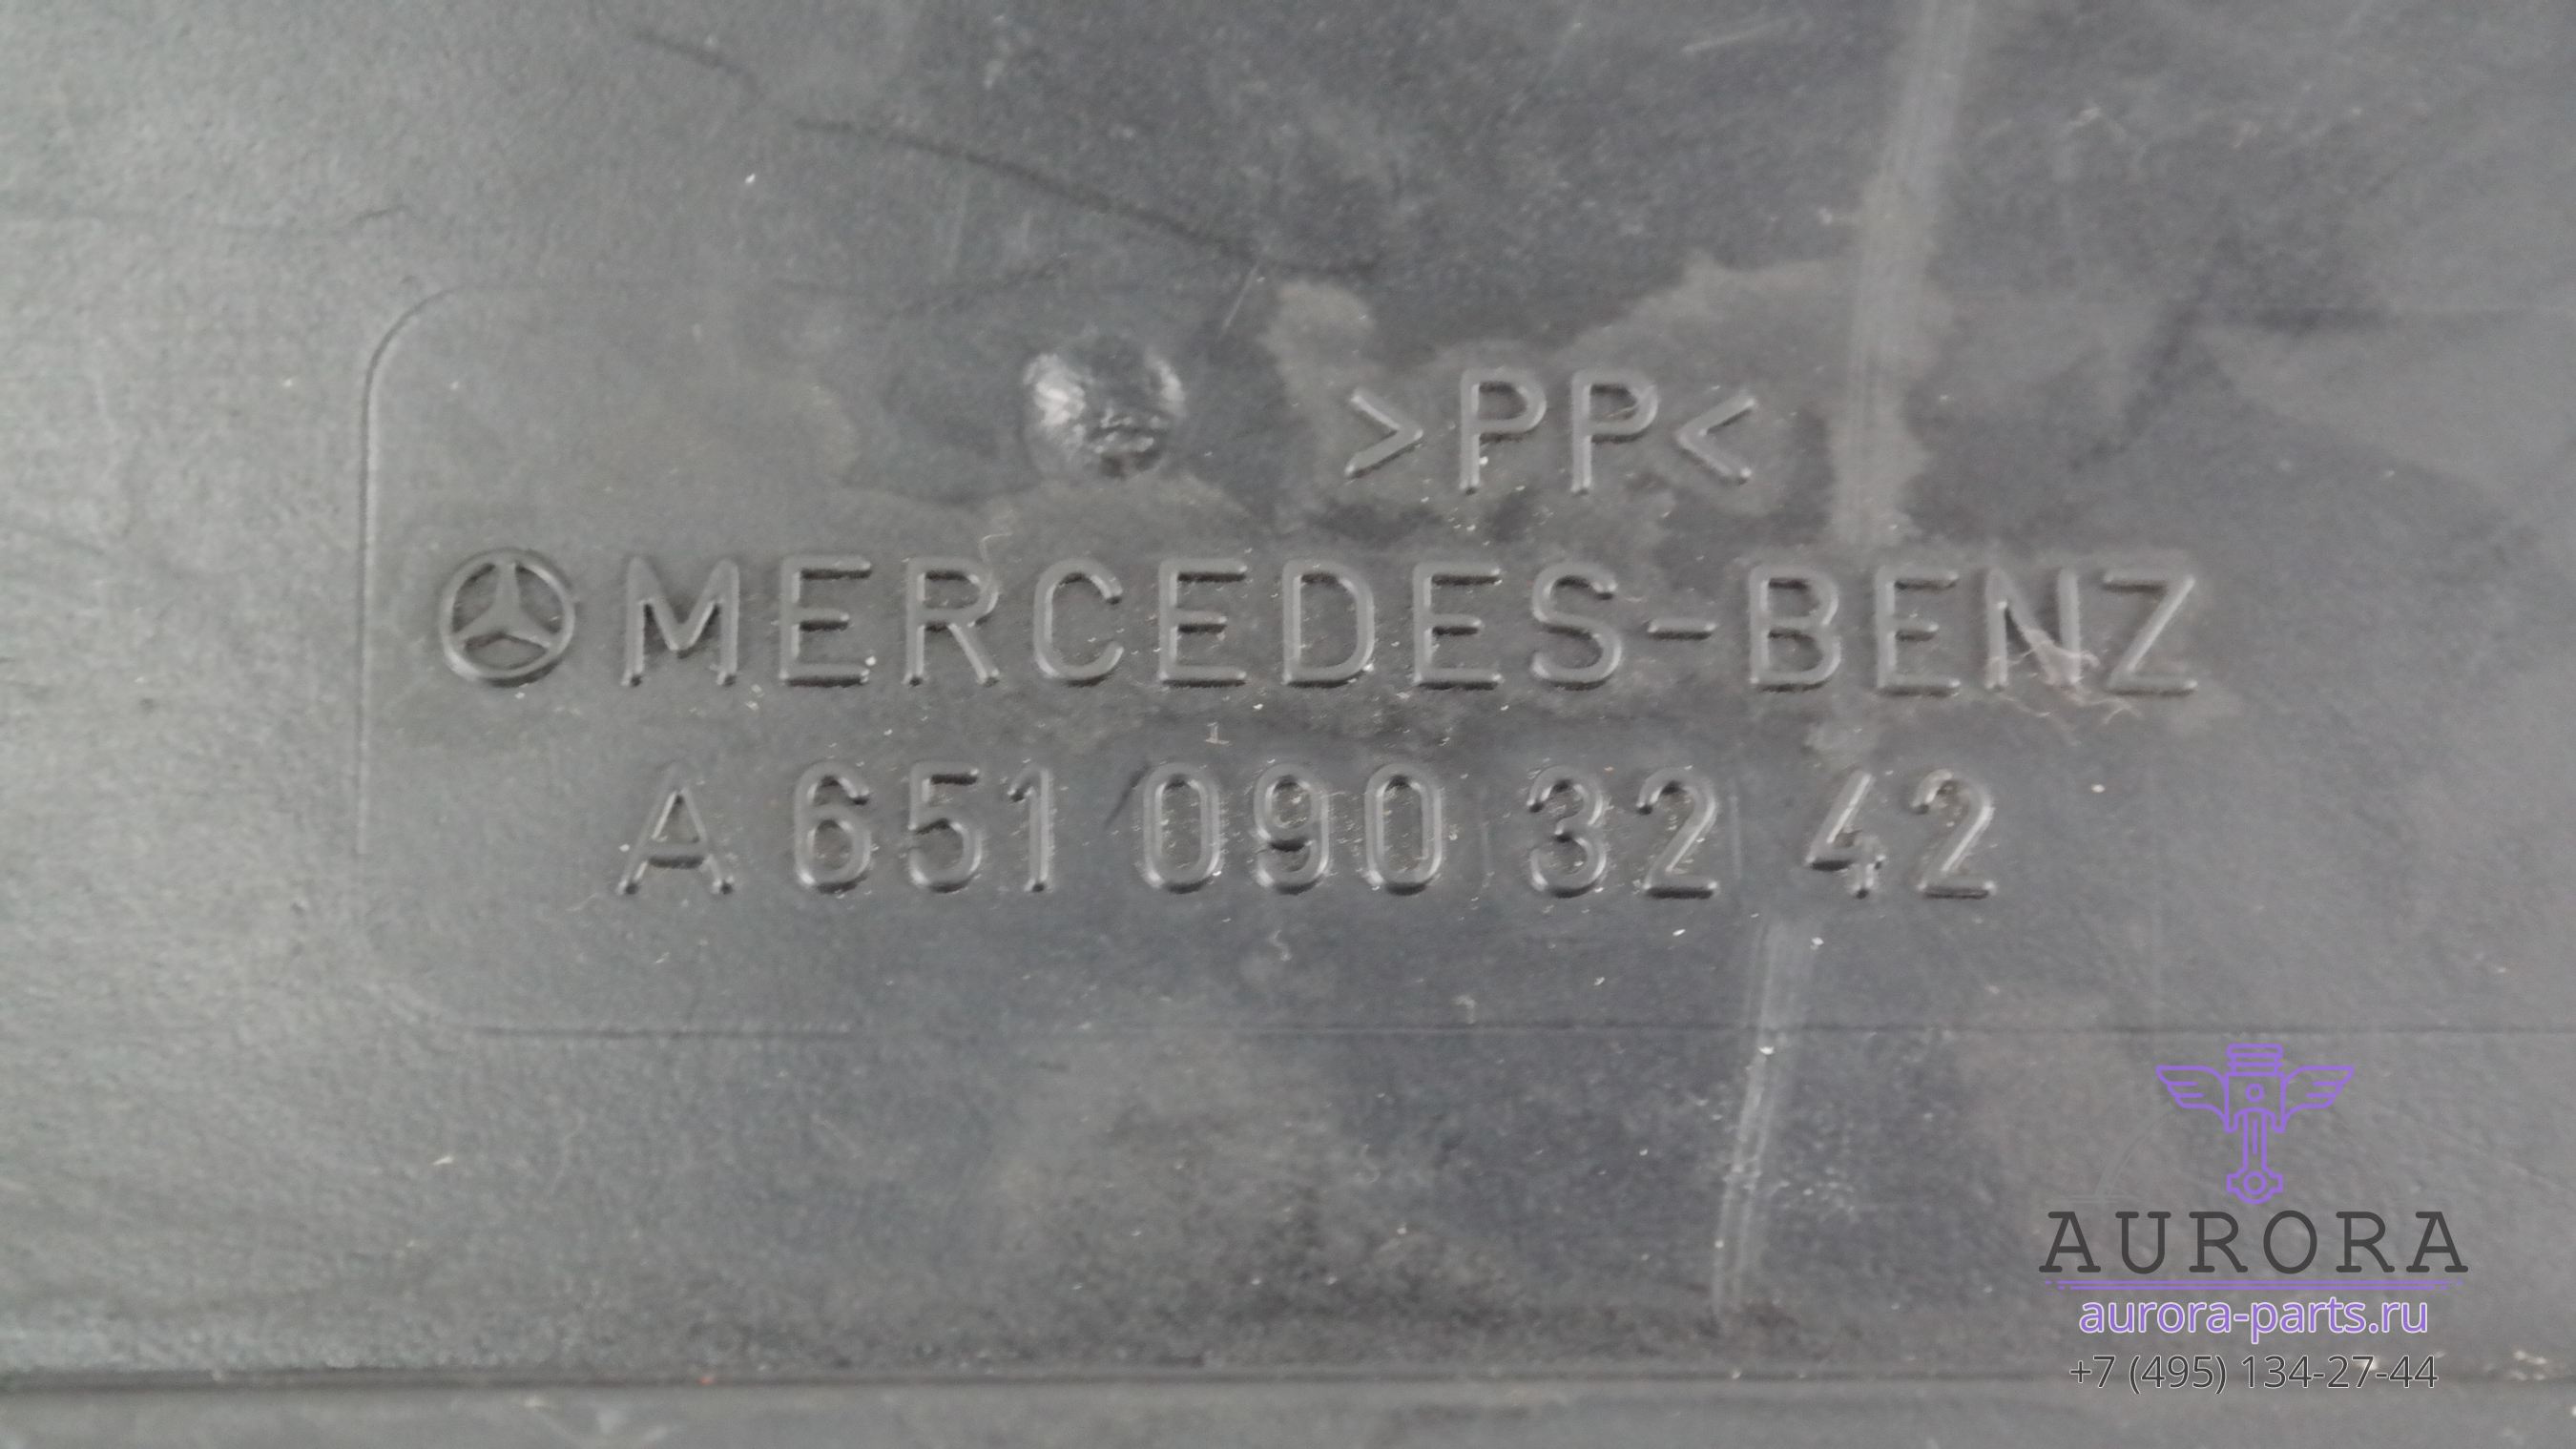 >PP<
MERCEDES-BENZ
A 651 090 32 42
AURORA
aurora-parts.ru
+7 (495) 134-27-44